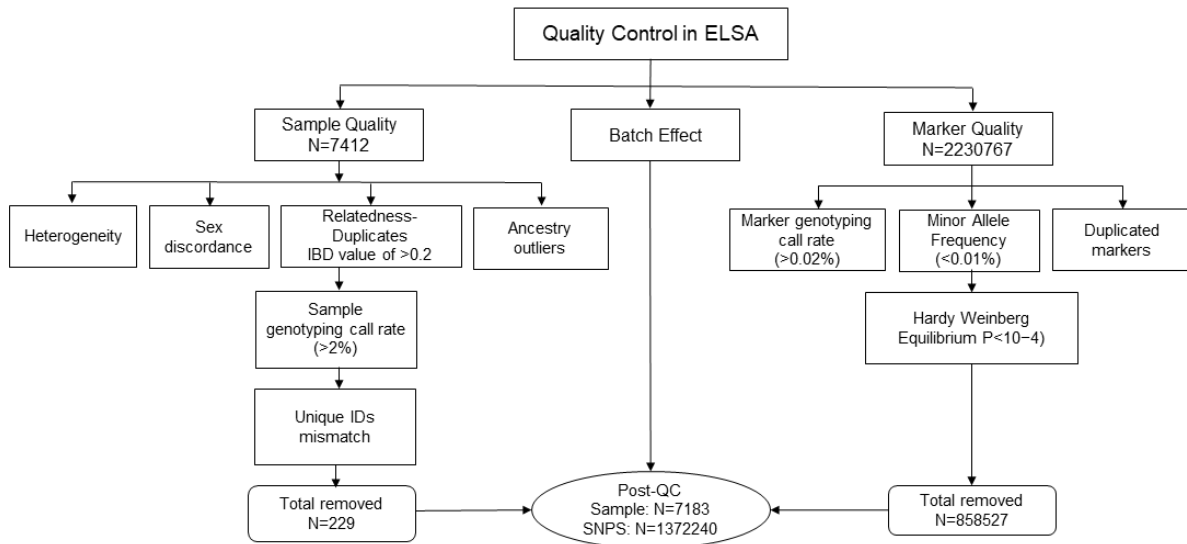 Quality Control in ELSA
Sample Quality
N=7412
Batch Effect
Marker Quality
N=2230767
Heterogeneity
Sex
discordance
Relatedness-
Duplicates
IBD value of >0.2
Ancestry
outliers
Marker genotyping
call rate
(>0.02%)
Minor Allele
Frequency
(<0.01%)
Duplicated
markers
Sample
genotyping call rate
(>2%)
Hardy Weinberg
Equilibrium P<10−4)
Unique IDs
mismatch
Total removed
N=229
Post-QC
Sample: N=7183
SNPS: N=1372240
Total removed
N=858527